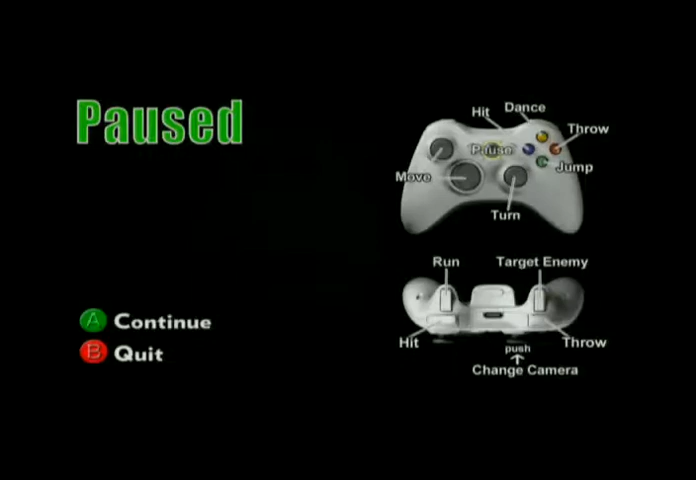 Paused
Hit
Dance
Throw
Pause
Jump
Move
Turn
Run
Target Enemy
A Continue
B Quit
Hit
push
Throw
Change Camera